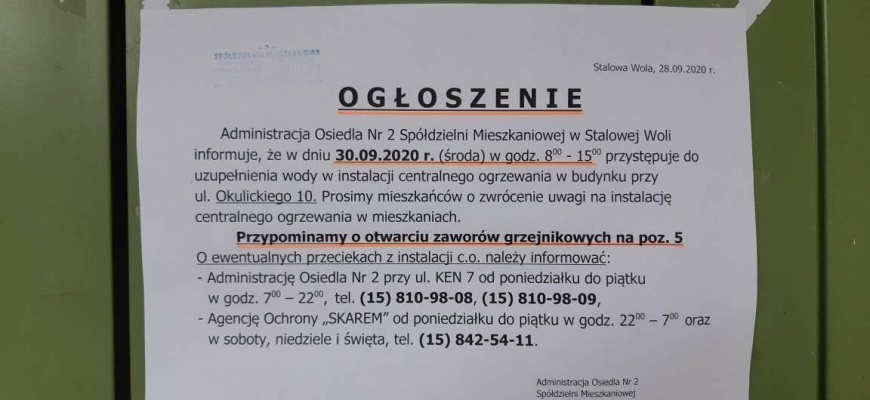 SPÓŁDZIELNIA MIESZKANIOWA
Stalowa Wola, 28.09.2020 r.
OGŁOSZENIE
Administracja Osiedla Nr 2 Spółdzielni Mieszkaniowej w Stalowej Woli
informuje, że w dniu 30.09.2020 r. (środa) w godz. 8⁰⁰ - 15⁰⁰ przystępuje do
uzupełnienia wody w instalacji centralnego ogrzewania w budynku przy
ul. Okulickiego 10. Prosimy mieszkańców o zwrócenie uwagi na instalację
centralnego ogrzewania w mieszkaniach.
Przypominamy o otwarciu zaworów grzejnikowych na poz. 5
O ewentualnych przeciekach z instalacji c.o. należy informować:
- Administrację Osiedla Nr 2 przy ul. KEN 7 od poniedziałku do piątku
w godz. 7⁰⁰ – 22⁰⁰, tel. (15) 810-98-08, (15) 810-98-09,
- Agencję Ochrony „SKAREM" od poniedziałku do piątku w godz. 22⁰⁰ – 7⁰⁰ oraz
w soboty, niedziele i święta, tel. (15) 842-54-11.
Administracja Osiedla Nr 2
Spółdzielni Mieszkaniowej